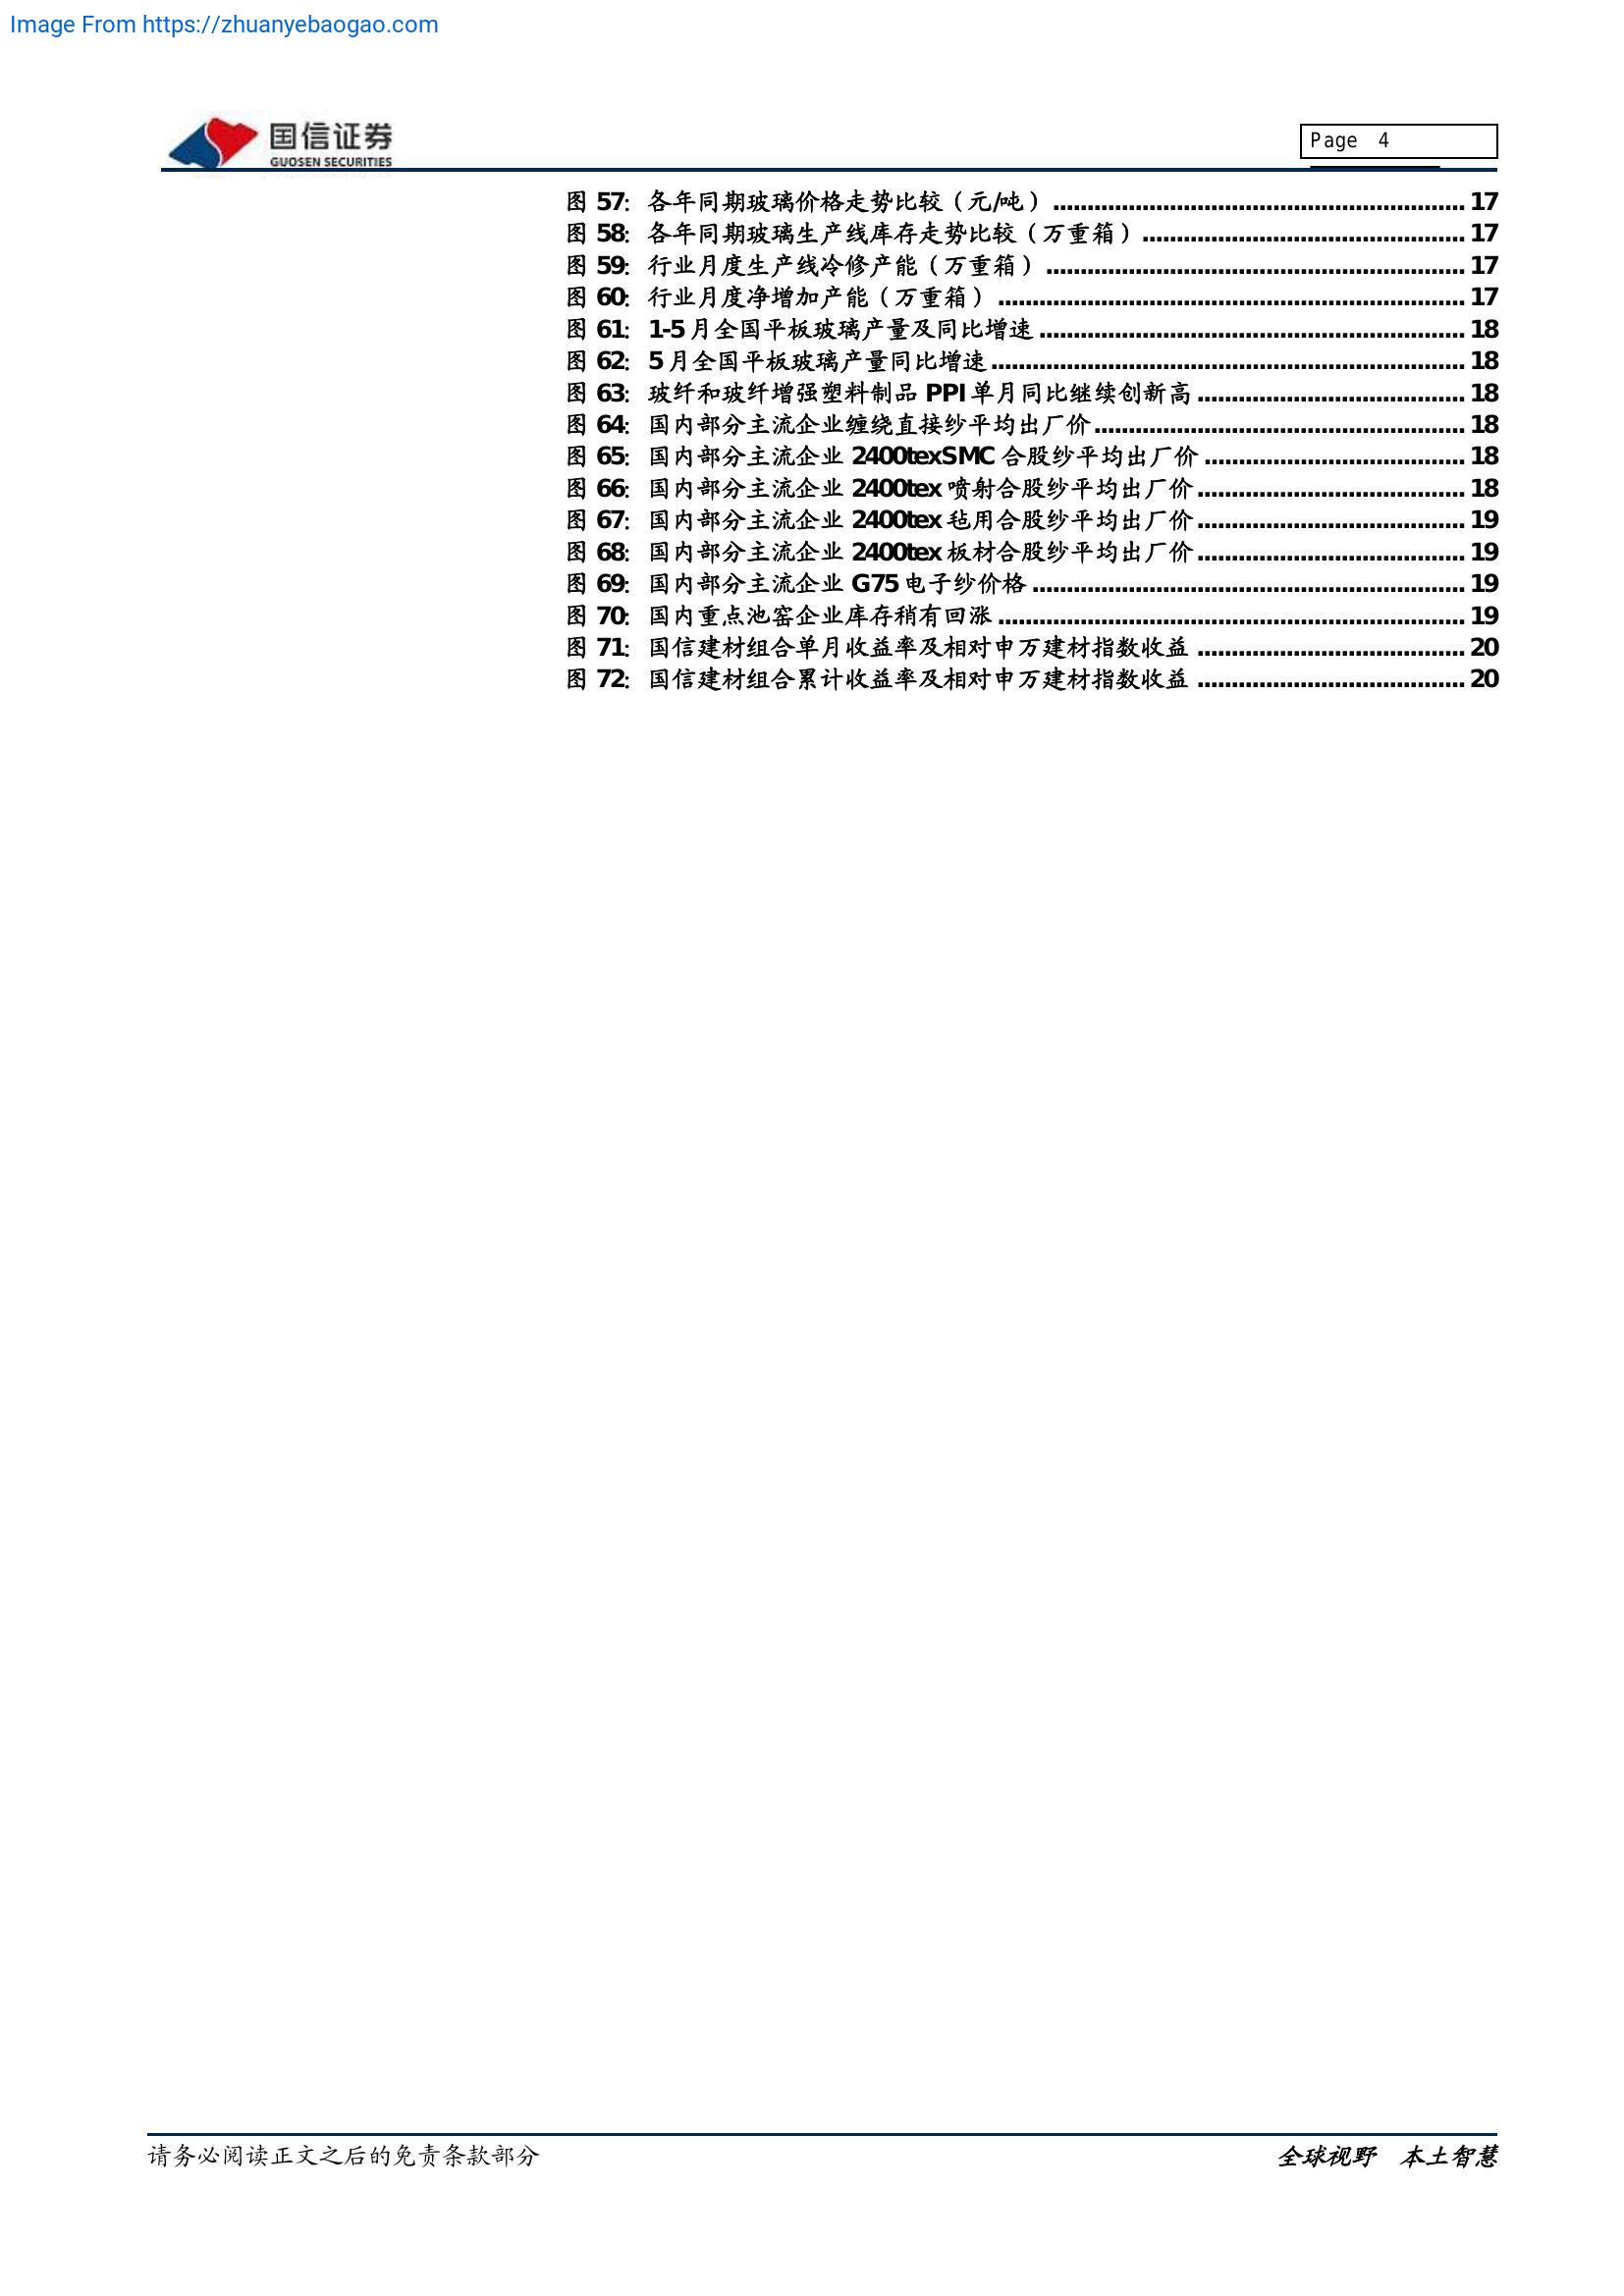 Image From https://zhuanyebaogao.com
国信证券
GUOSEN SECURITIES
Page 4
图 57: 各年同期玻璃价格走势比较（元/吨）............................................................ 17
图 58: 各年同期玻璃生产线库存走势比较（万重箱）............................................... 17
图 59: 行业月度生产线冷修产能（万重箱）............................................................. 17
图 60: 行业月度净增加产能（万重箱）.................................................................... 17
图 61: 1-5 月全国平板玻璃产量及同比增速.............................................................. 18
图 62: 5 月全国平板玻璃产量同比增速..................................................................... 18
图 63: 玻纤和玻纤增强塑料制品 PPI 单月同比继续创新高....................................... 18
图 64: 国内部分主流企业缠绕直接纱平均出厂价...................................................... 18
图 65: 国内部分主流企业 2400texSMC 合股纱平均出厂价...................................... 18
图 66: 国内部分主流企业 2400tex 喷射合股纱平均出厂价....................................... 18
图 67: 国内部分主流企业 2400tex 毡用合股纱平均出厂价....................................... 19
图 68: 国内部分主流企业 2400tex 板材合股纱平均出厂价....................................... 19
图 69: 国内部分主流企业 G75 电子纱价格............................................................... 19
图 70: 国内重点池窑企业库存稍有回涨.................................................................... 19
图 71: 国信建材组合单月收益率及相对申万建材指数收益....................................... 20
图 72: 国信建材组合累计收益率及相对申万建材指数收益....................................... 20
请务必阅读正文之后的免责条款部分
全球视野 本土智慧